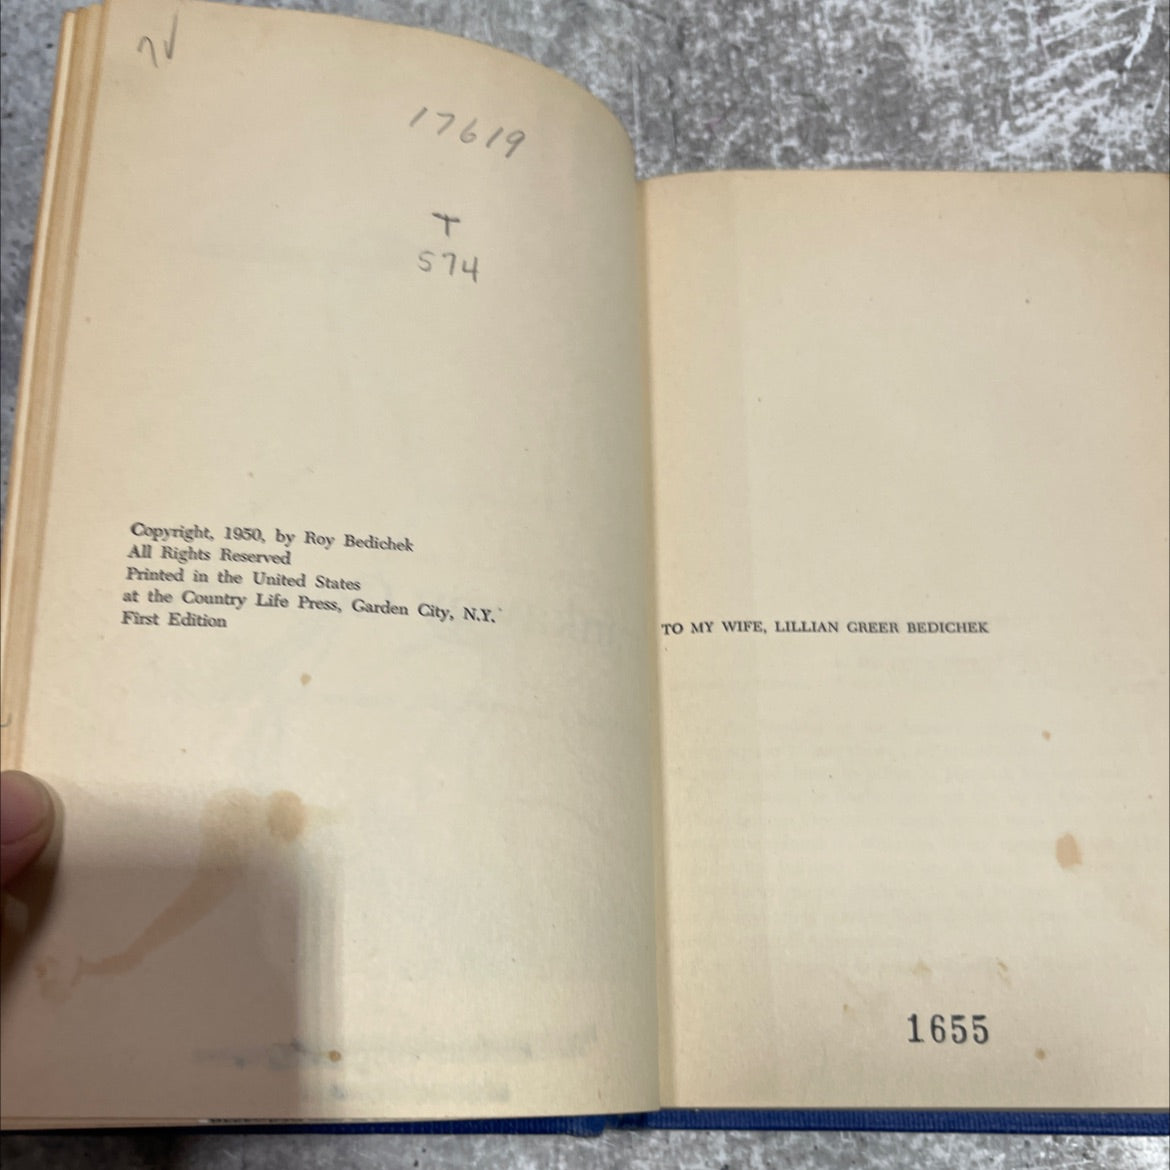 17619
T
574
Copyright, 1950, by Roy Bedichek
All Rights Reserved
Printed in the United States
at the Country Life Press, Garden City, N.Y.
First Edition
TO MY WIFE, LILLIAN GREER BEDICHEK
1655